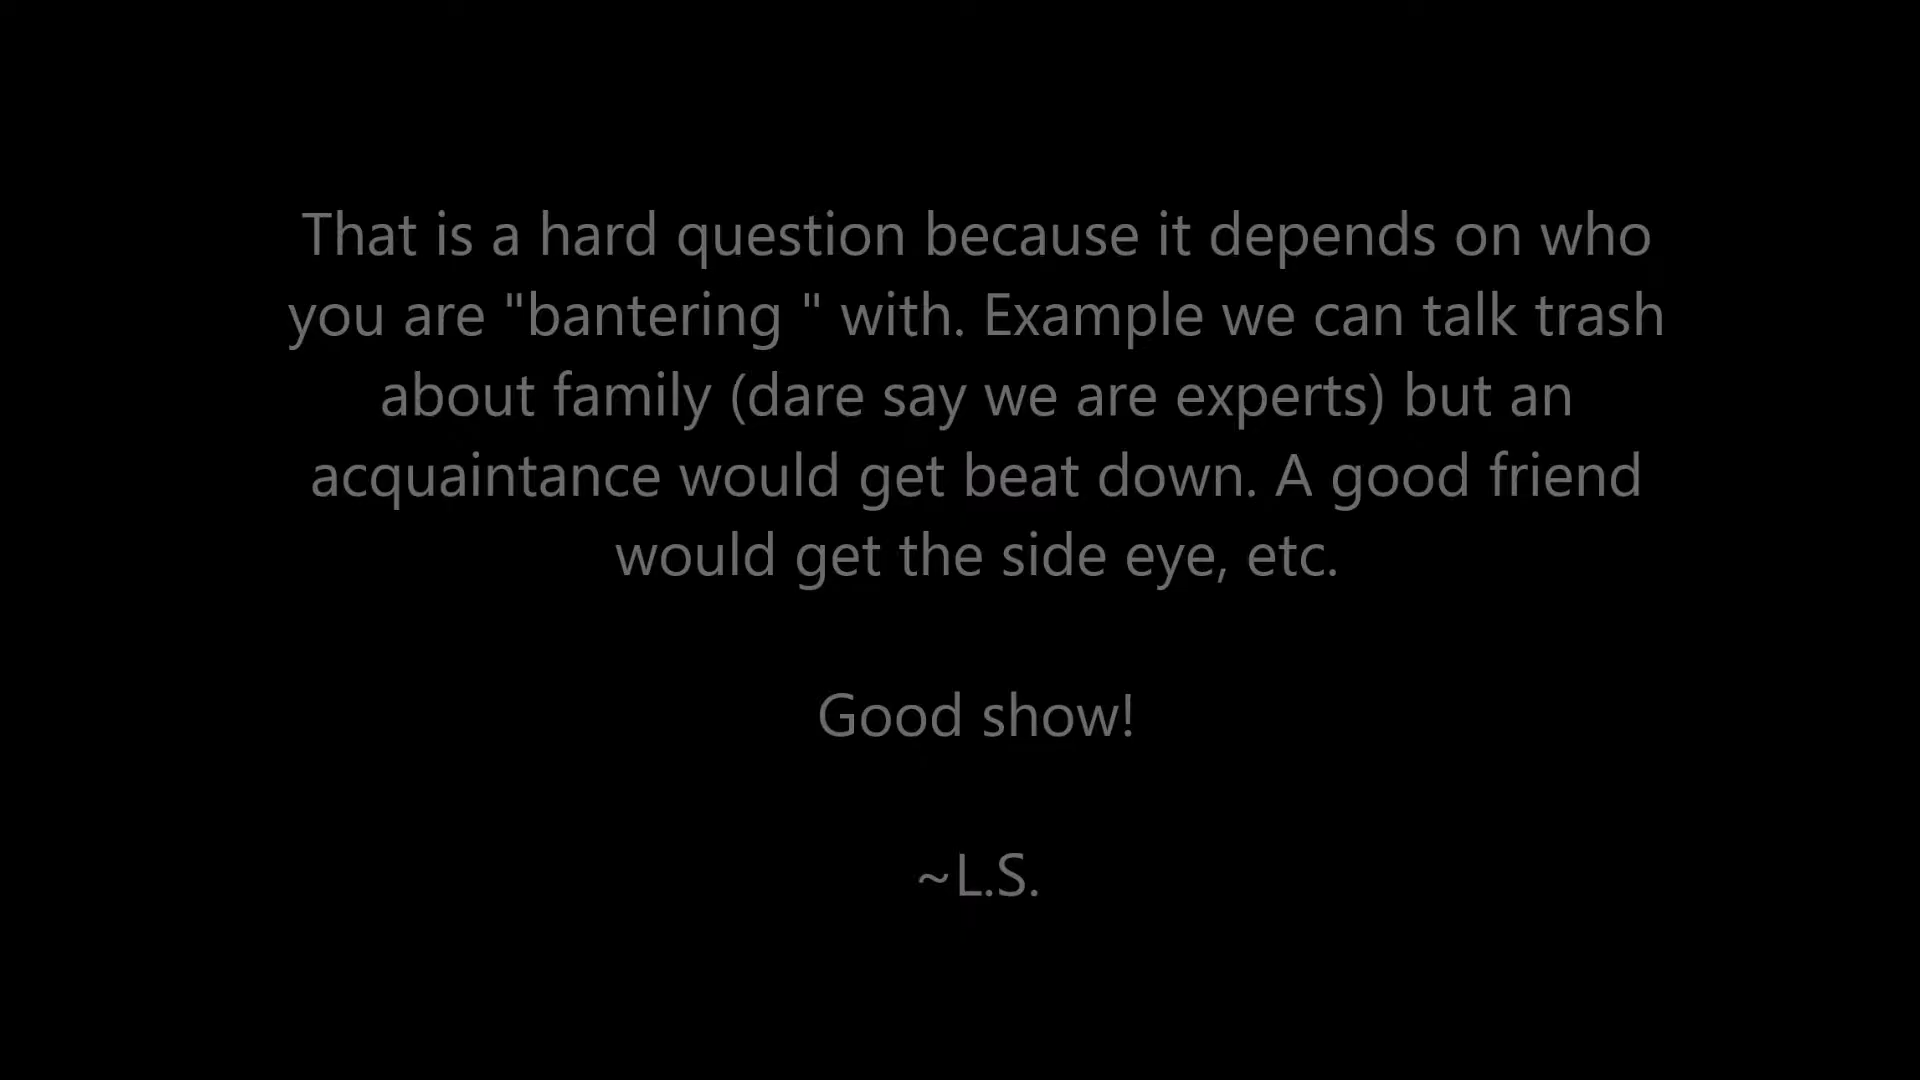 That is a hard question because it depends on who
you are "bantering " with. Example we can talk trash
about family (dare say we are experts) but an
acquaintance would get beat down. A good friend
would get the side eye, etc.
Good show!
~L.S.